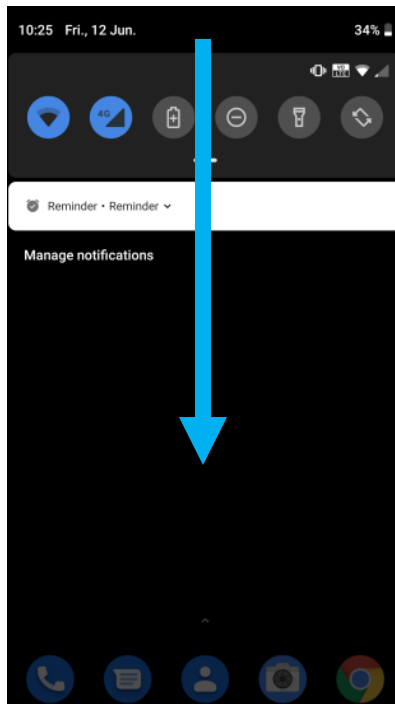 10:25 Fri., 12 Jun. 34%
4G
Reminder • Reminder
Manage notifications